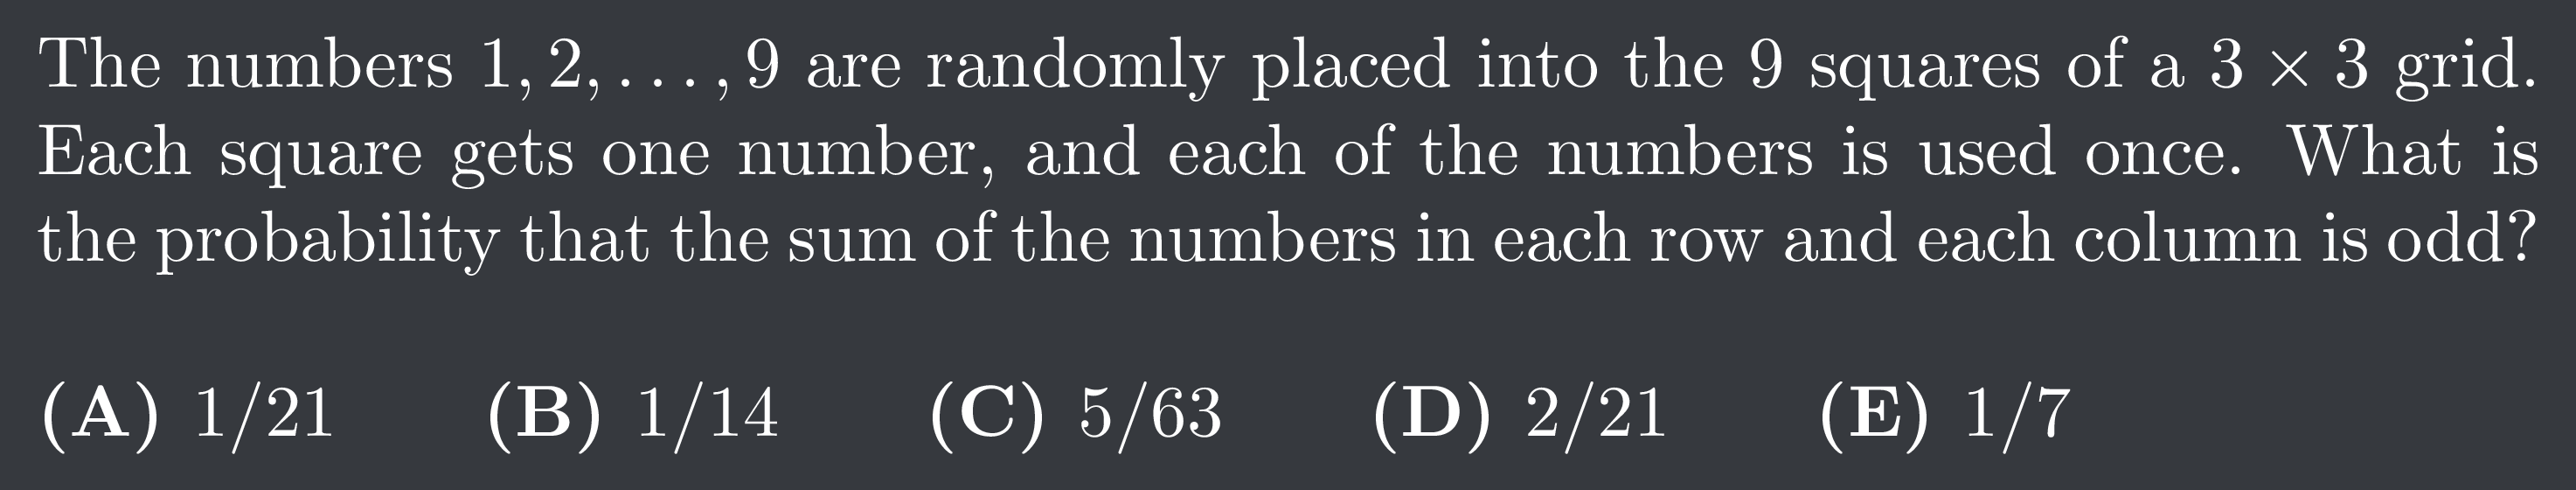 The numbers 1, 2, . . . , 9 are randomly placed into the 9 squares of a 3 × 3 grid.
Each square gets one number, and each of the numbers is used once. What is
the probability that the sum of the numbers in each row and each column is odd?
(A) 1/21 (B) 1/14 (C) 5/63 (D) 2/21 (E) 1/7